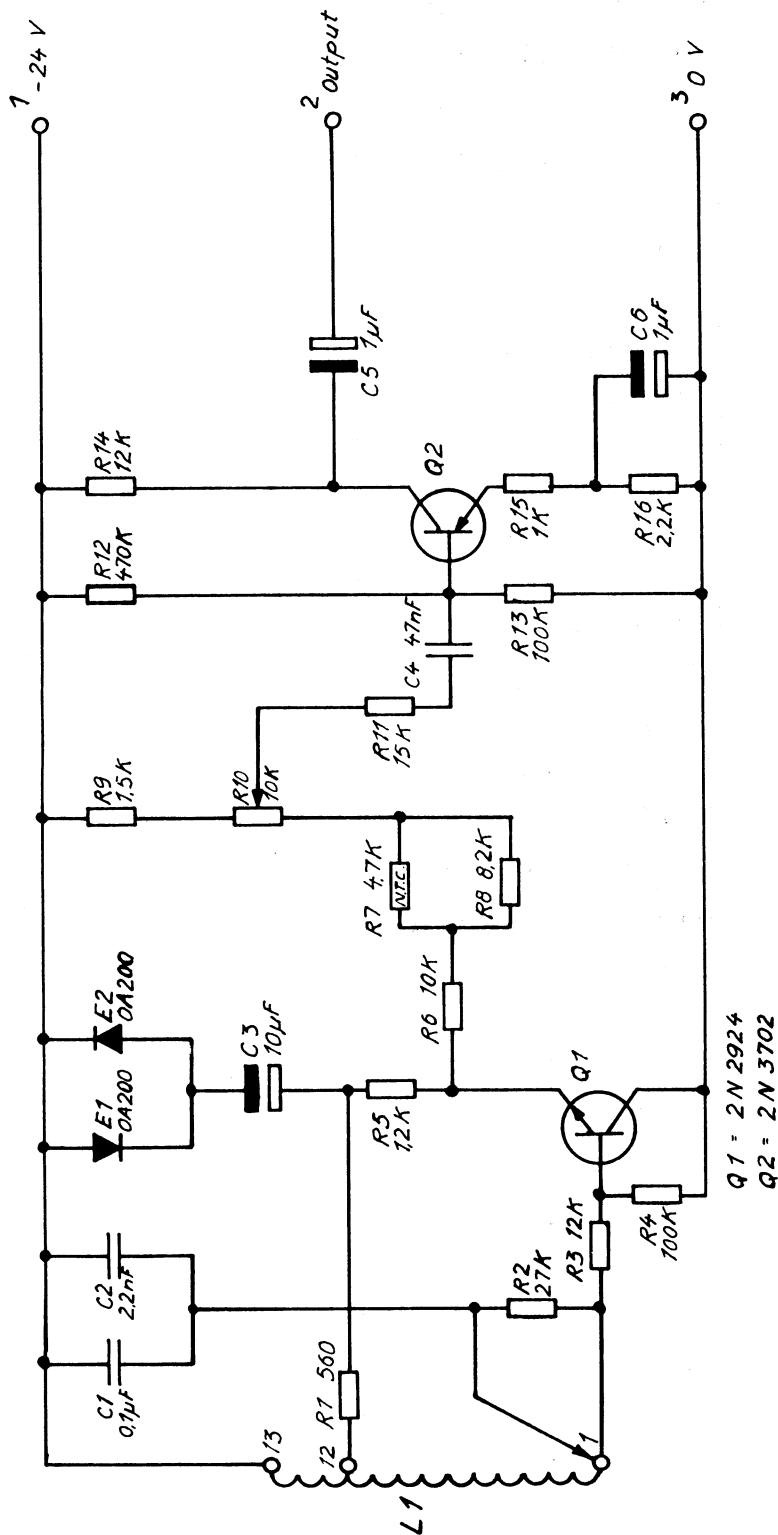 1 -24 V
2 Output
3 0 V
R14
12K
R12
470K
R9
1,5K
E2
OA200
E1
OA200
C2
2,2nF
C1
0,1µF
C5
1µF
C6
1µF
Q2
R15
1K
R16
2,2K
C4 47nF
R13
100K
R11
15K
R10
10K
R7 4,7K
N.T.C.
R8 8,2K
R6 10K
C3
10µF
R5
1,2K
Q1
R3 12K
R4
100K
R2
27K
R1 560
13
12
1
L1
Q1 = 2N 2924
Q2 = 2N 3702